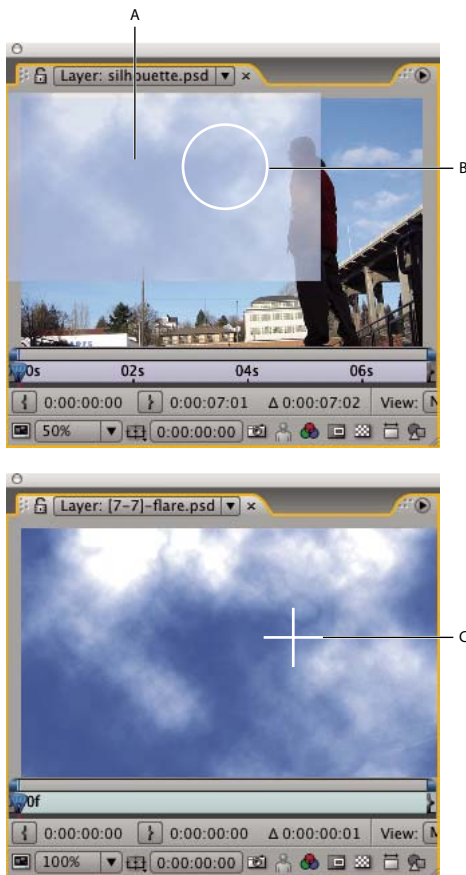 A
Layer: silhouette.psd
B
0s 02s 04s 06s
0:00:00:00 0:00:07:01 Δ 0:00:07:02 View:
50% 0:00:00:00
Layer: [7-7]-flare.psd
C
0f
0:00:00:00 0:00:00:00 Δ 0:00:00:01 View:
100% 0:00:00:00